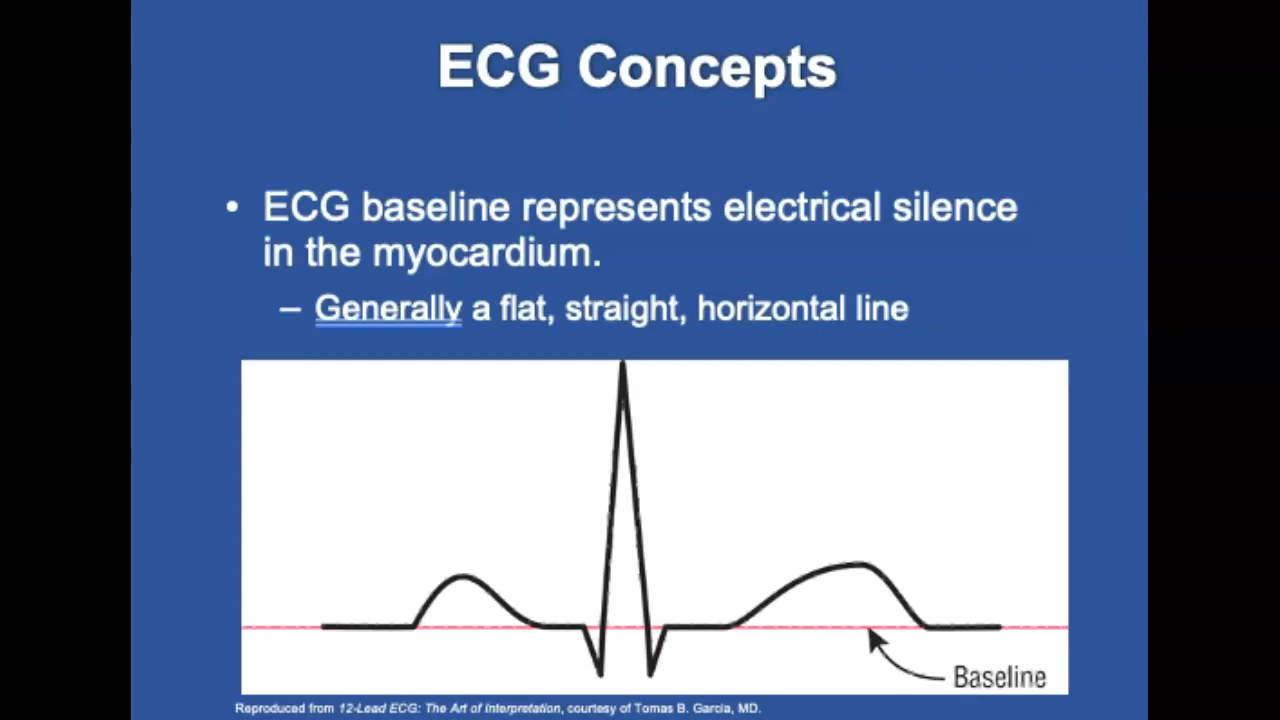 ECG Concepts
• ECG baseline represents electrical silence
in the myocardium.
– Generally a flat, straight, horizontal line
Baseline
Reproduced from 12-Lead ECG: The Art of Interpretation, courtesy of Tomas B. Garcia, MD.